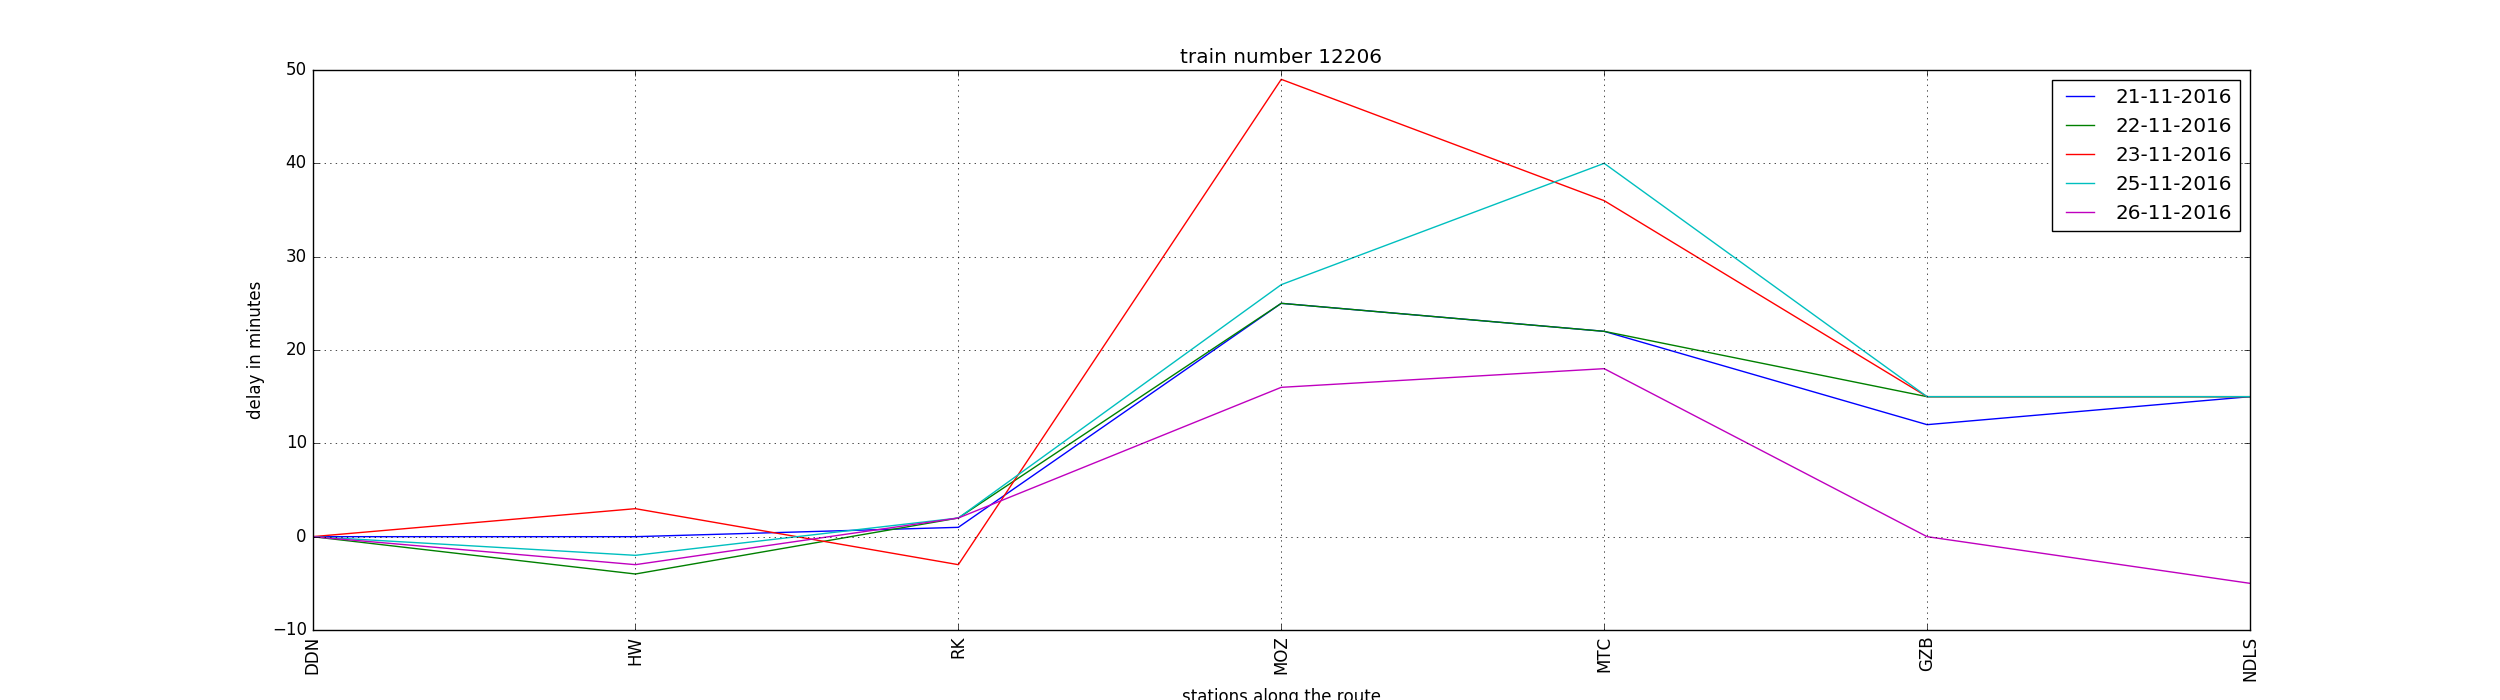 train number 12206
50
40
30
20
10
0
−10
delay in minutes
21-11-2016
22-11-2016
23-11-2016
25-11-2016
26-11-2016
DDN
HW
RK
MOZ
MTC
GZB
NDLS
stations along the route